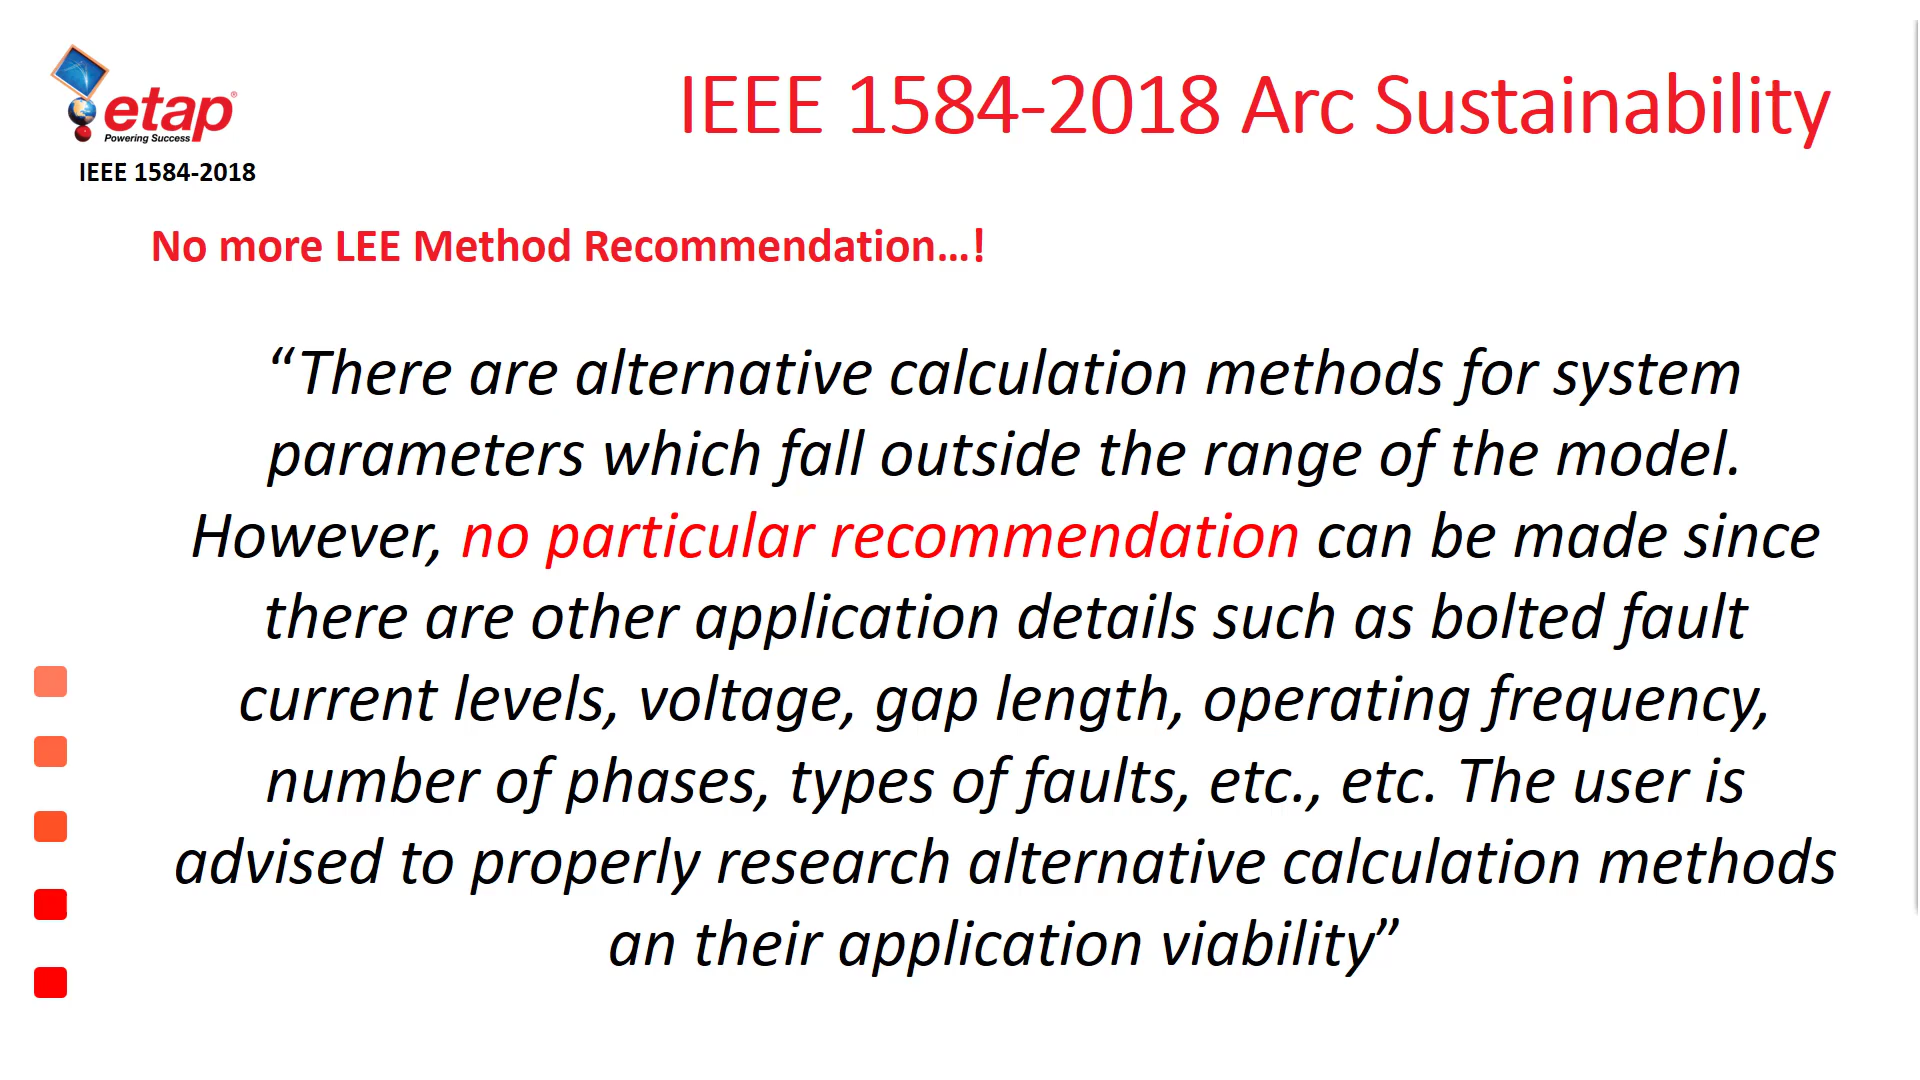 etap®
Powering Success
IEEE 1584-2018
IEEE 1584-2018 Arc Sustainability
No more LEE Method Recommendation...!
“There are alternative calculation methods for system
parameters which fall outside the range of the model.
However, no particular recommendation can be made since
there are other application details such as bolted fault
current levels, voltage, gap length, operating frequency,
number of phases, types of faults, etc., etc. The user is
advised to properly research alternative calculation methods
an their application viability”